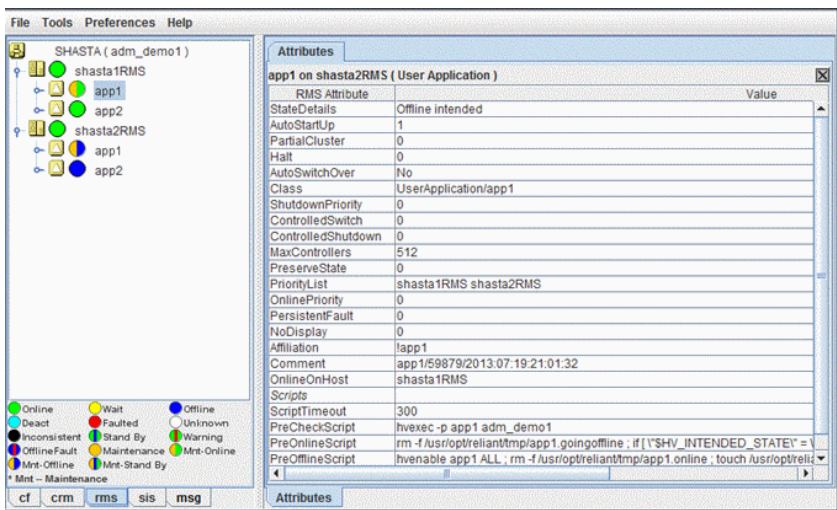 File Tools Preferences Help
SHASTA ( adm_demo1 )
shasta1RMS
app1
app2
shasta2RMS
app1
app2
Online Wait Offline
Deact Faulted Unknown
Inconsistent Stand By Warning
OfflineFault Maintenance Mnt-Online
Mnt-Offline Mnt-Stand By
* Mnt -- Maintenance
cf crm rms sis msg
Attributes
app1 on shasta2RMS ( User Application )
RMS Attribute Value
StateDetails Offline intended
AutoStartUp 1
PartialCluster 0
Halt 0
AutoSwitchOver No
Class UserApplication/app1
ShutdownPriority 0
ControlledSwitch 0
ControlledShutdown 0
MaxControllers 512
PreserveState 0
PriorityList shasta1RMS shasta2RMS
OnlinePriority 0
PersistentFault 0
NoDisplay 0
Affiliation !app1
Comment app1/59879/2013:07:19:21:01:32
OnlineOnHost shasta1RMS
Scripts
ScriptTimeout 300
PreCheckScript hvexec -p app1 adm_demo1
PreOnlineScript rm -f /usr/opt/reliant/tmp/app1.goingoffline ; if [ \"$HV_INTENDED_STATE\" = \
PreOfflineScript hvenable app1 ALL ; rm -f /usr/opt/reliant/tmp/app1.online ; touch /usr/opt/relia
Attributes